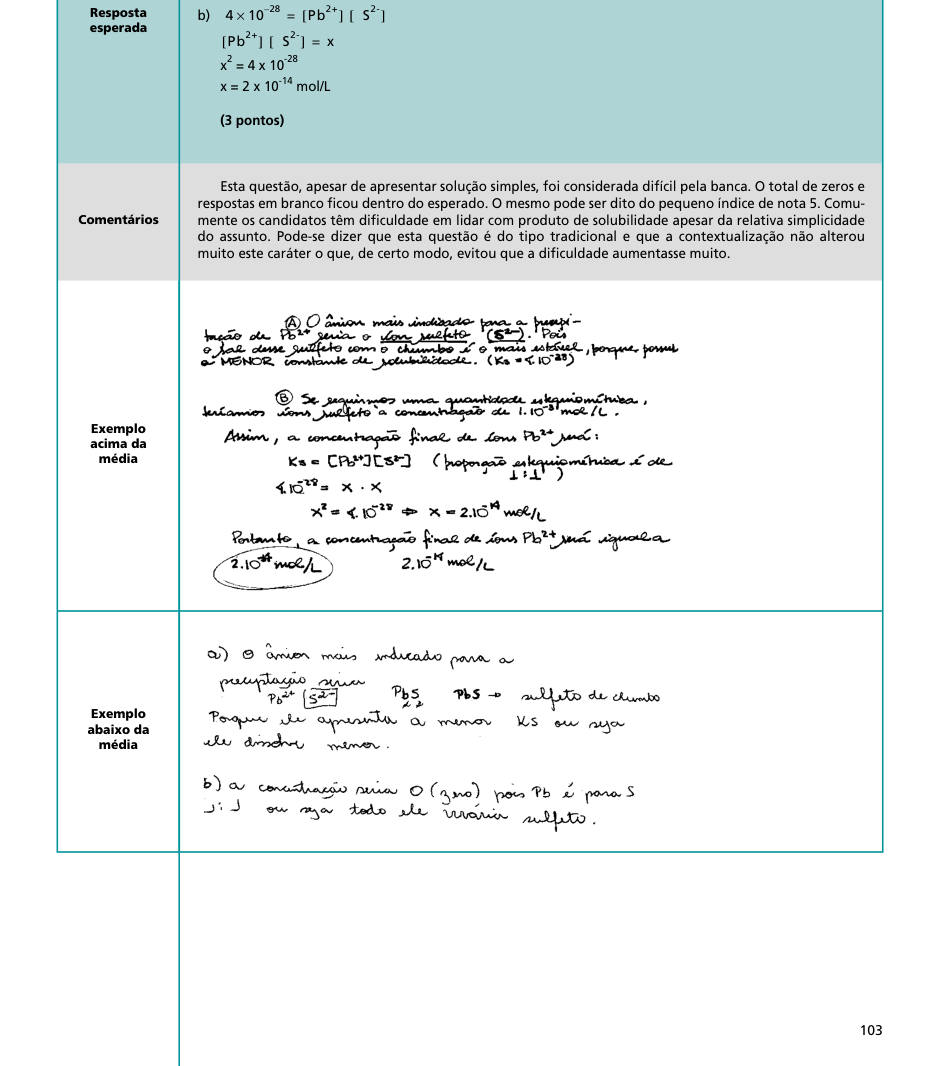 Resposta
esperada
b) 4 × 10⁻²⁸ = [Pb²⁺] [ S²⁻]
[Pb²⁺] [ S²⁻] = x
x² = 4 x 10⁻²⁸
x = 2 x 10⁻¹⁴ mol/L
(3 pontos)
Comentários
Esta questão, apesar de apresentar solução simples, foi considerada difícil pela banca. O total de zeros e
respostas em branco ficou dentro do esperado. O mesmo pode ser dito do pequeno índice de nota 5. Comu-
mente os candidatos têm dificuldade em lidar com produto de solubilidade apesar da relativa simplicidade
do assunto. Pode-se dizer que esta questão é do tipo tradicional e que a contextualização não alterou
muito este caráter o que, de certo modo, evitou que a dificuldade aumentasse muito.
Exemplo
acima da
média
(A) O ânion mais indicado para a precipi-
tação de Pb²⁺ seria o íon sulfeto (S²⁻). Pois
o sal desse sulfeto com o chumbo é o mais estável, porque possui
a MENOR constante de solubilidade. (Ks = 4.10⁻²⁸)
(B) Se seguirmos uma quantidade estequiométrica,
teríamos íons sulfeto a concentração de mol/L.
Assim, a concentração final de íons Pb²⁺ será:
Ks = [Pb²⁺][S²⁻] (proporção estequiométrica é de
1:1)
4.10⁻²⁸ = x . x
x² = 4.10⁻²⁸ ⇒ x = 2.10⁻¹⁴ mol/L
Portanto, a concentração final de íons Pb²⁺ será igual a
2.10⁻¹⁴ mol/L 2.10⁻¹⁴ mol/L
Exemplo
abaixo da
média
a) O ânion mais indicado para a
precipitação seria
Pb²⁺ S²⁻ PbS PbS → sulfeto de chumbo
Porque ele apresenta a menor Ks ou seja
ele dissolve menor.
b) a concentração seria O (zero) pois Pb é para S
1:1 ou seja todo ele viraria sulfeto.
103